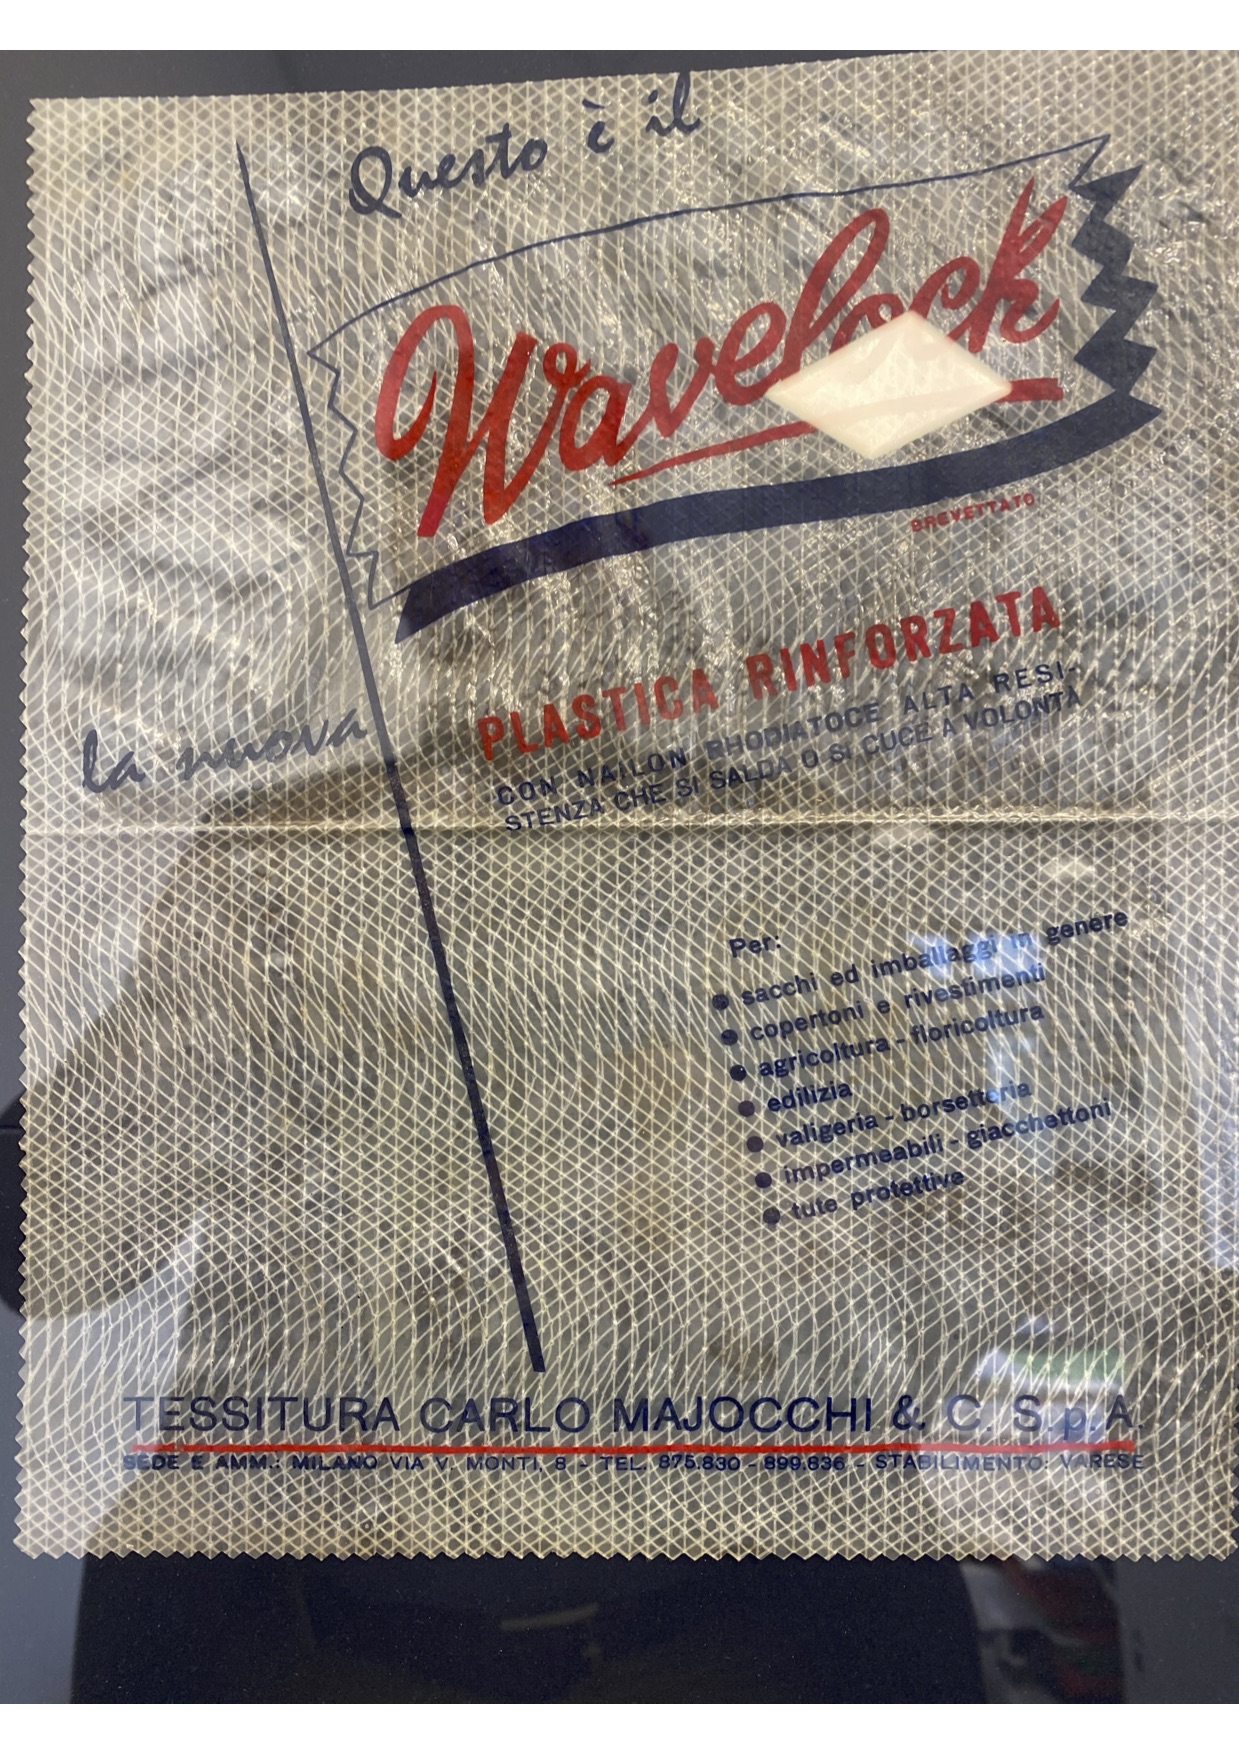 Questo è il
Wavelock
BREVETTATO
la nuova
PLASTICA RINFORZATA
CON NAILON RHODIATOCE ALTA RESI-
STENZA CHE SI SALDA O SI CUCE A VOLONTÀ
Per:
● sacchi ed imballaggi in genere
● copertoni e rivestimenti
● agricoltura - floricoltura
● edilizia
● valigeria - borsetteria
● impermeabili - giacchettoni
● tute protettive
TESSITURA CARLO MAJOCCHI & C. S.p.A.
SEDE E AMM.: MILANO VIA V. MONTI, 8 - TEL. 875.830 - 899.836 - STABILIMENTO: VARESE